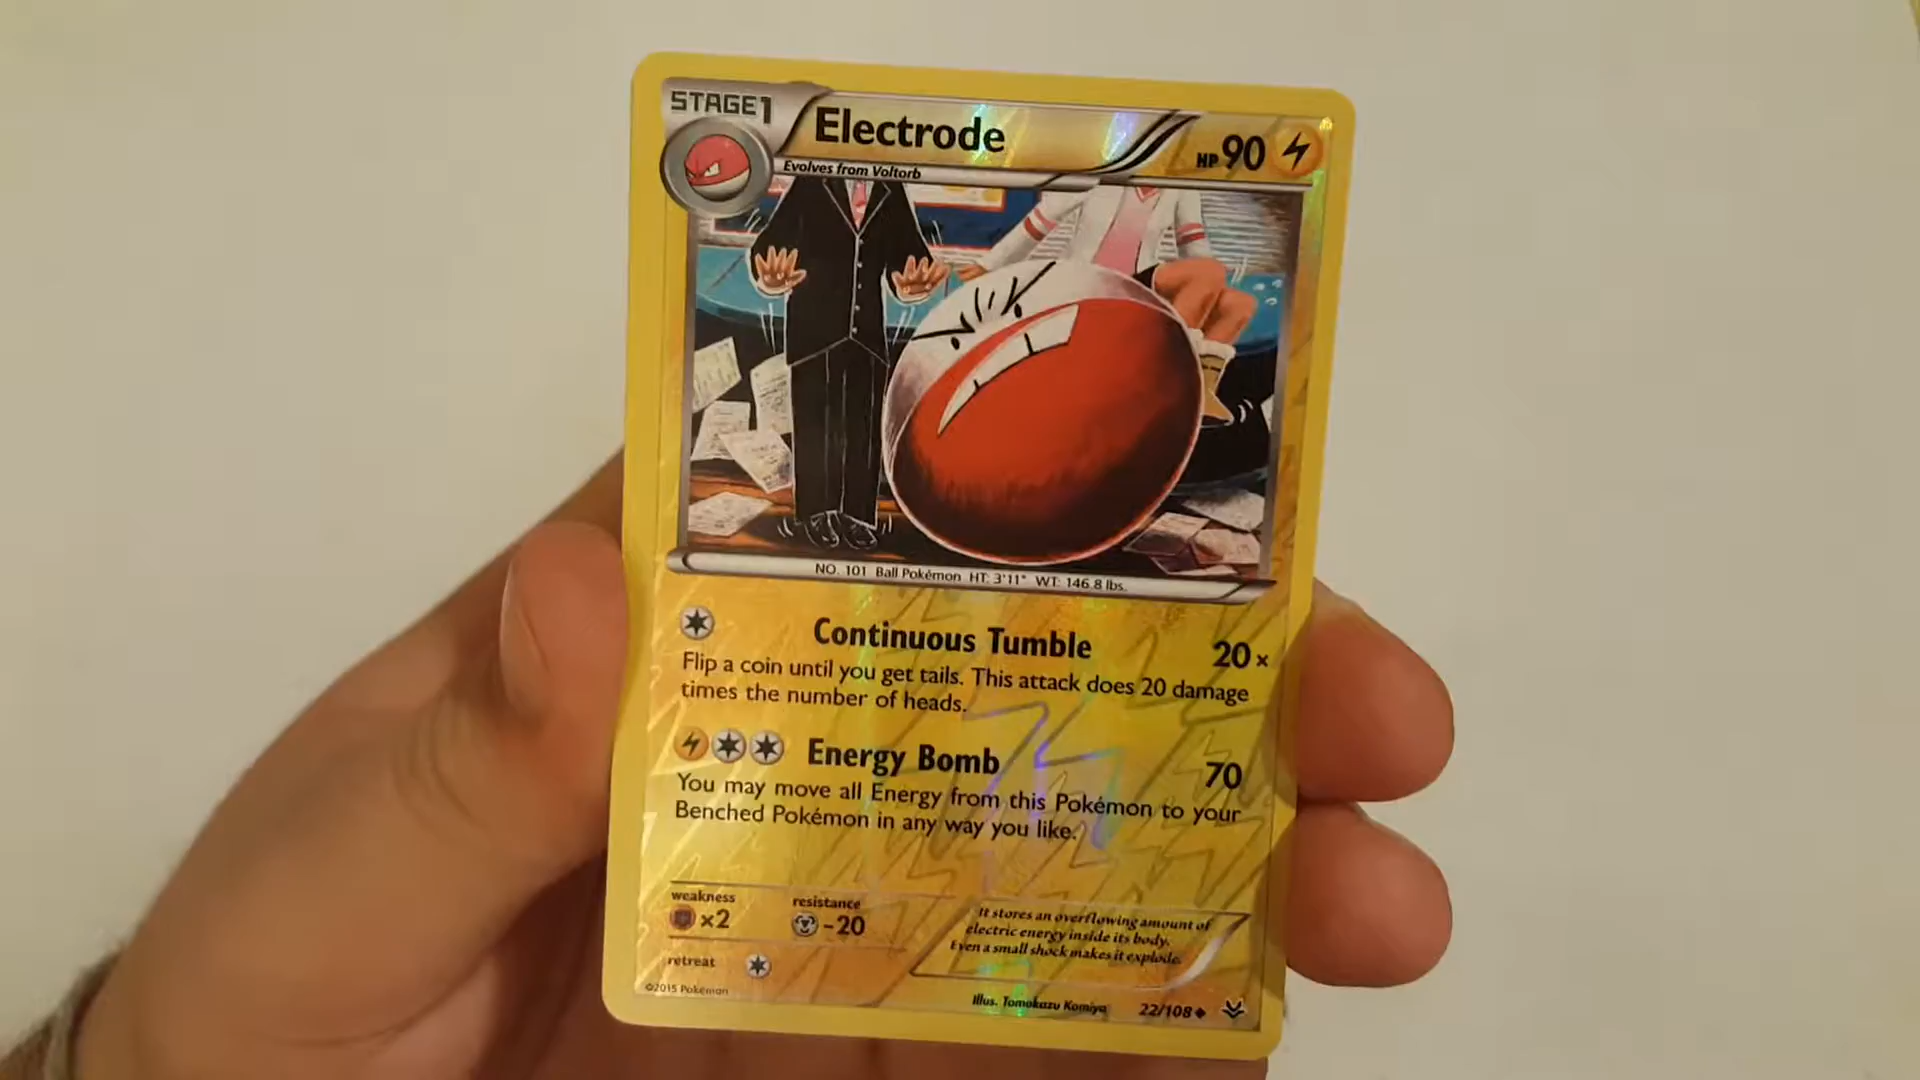 STAGE1
Electrode
HP 90
Evolves from Voltorb
NO. 101 Ball Pokémon HT: 3'11" WT: 146.8 lbs.
Continuous Tumble 20×
Flip a coin until you get tails. This attack does 20 damage
times the number of heads.
Energy Bomb 70
You may move all Energy from this Pokémon to your
Benched Pokémon in any way you like.
weakness
×2
resistance
-20
retreat
It stores an overflowing amount of
electric energy inside its body.
Even a small shock makes it explode.
©2015 Pokémon
Illus. Tomokazu Komiya
22/108